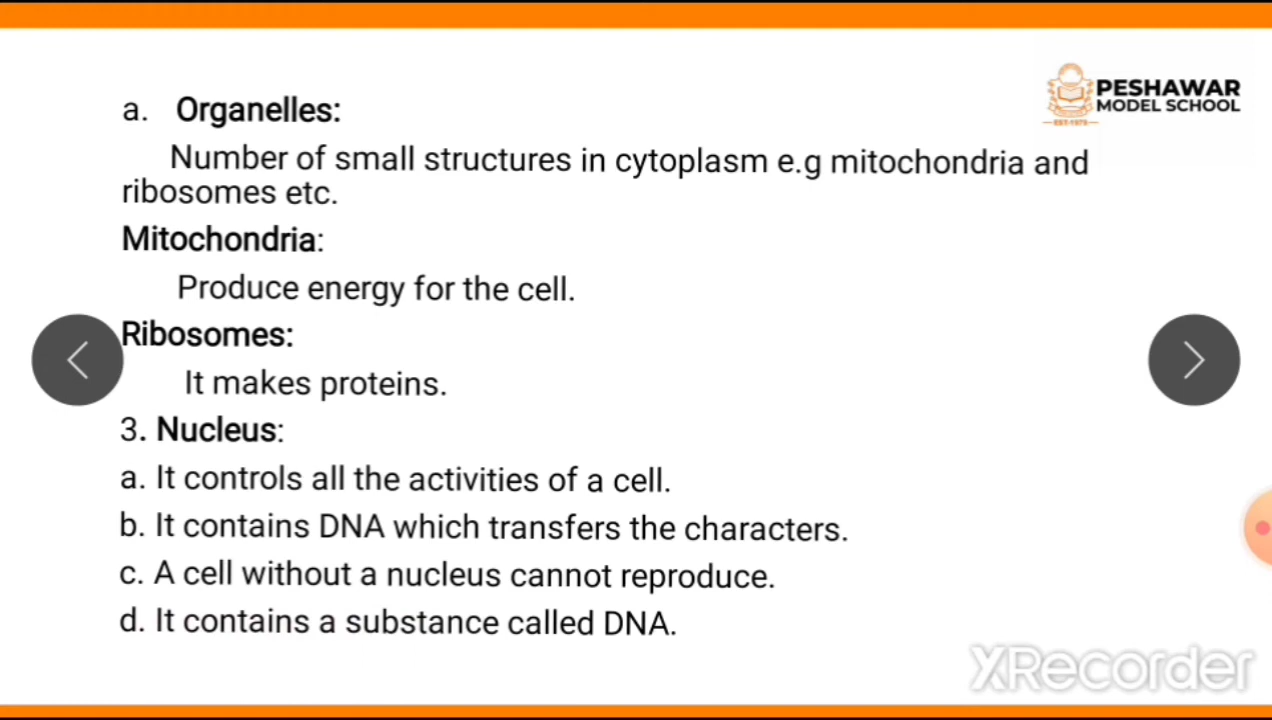 PESHAWAR
MODEL SCHOOL
EST-1975
a. Organelles:
Number of small structures in cytoplasm e.g mitochondria and
ribosomes etc.
Mitochondria:
Produce energy for the cell.
Ribosomes:
It makes proteins.
3. Nucleus:
a. It controls all the activities of a cell.
b. It contains DNA which transfers the characters.
c. A cell without a nucleus cannot reproduce.
d. It contains a substance called DNA.
XRecorder